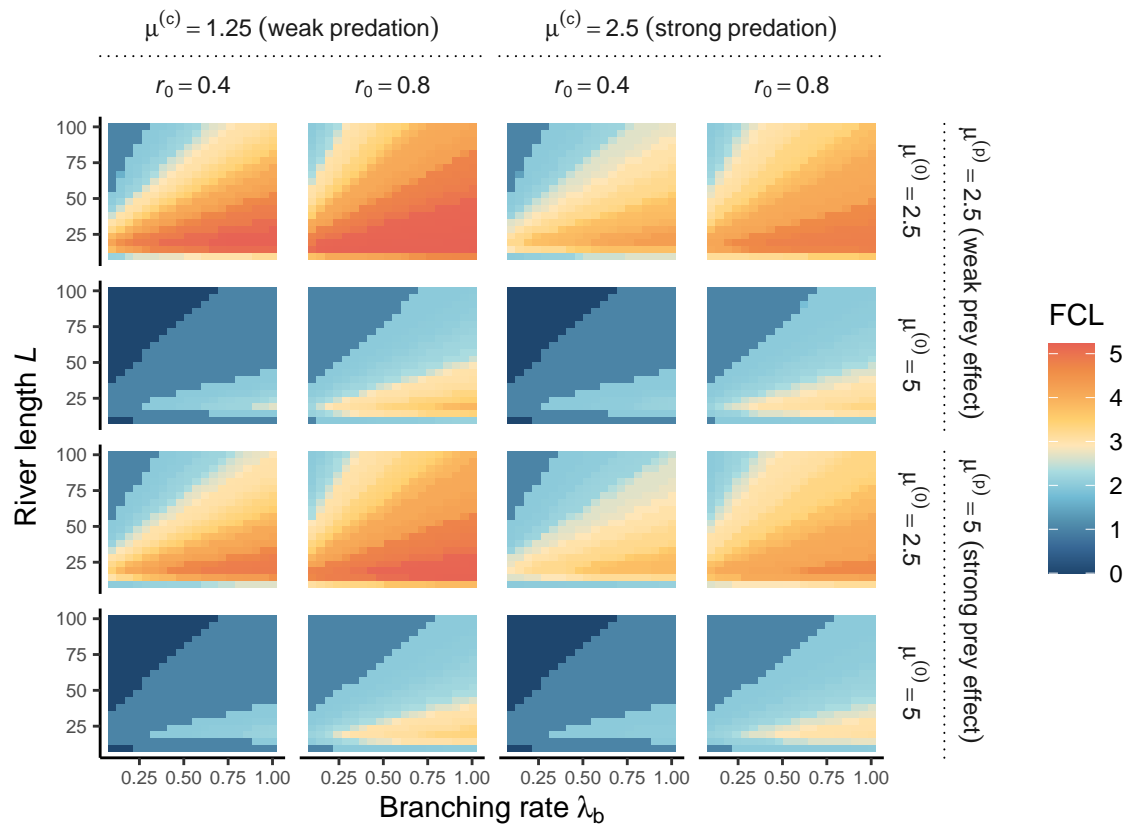 μ(c) = 1.25 (weak predation) μ(c) = 2.5 (strong predation)
r0 = 0.4 r0 = 0.8 r0 = 0.4 r0 = 0.8
100
75
50
25
μ(0) = 2.5
100
75
50
25
μ(0) = 5
μ(p) = 2.5 (weak prey effect)
100
75
50
25
μ(0) = 2.5
100
75
50
25
μ(0) = 5
μ(p) = 5 (strong prey effect)
0.25 0.50 0.75 1.00 0.25 0.50 0.75 1.00 0.25 0.50 0.75 1.00 0.25 0.50 0.75 1.00
Branching rate λb
River length L
FCL
5
4
3
2
1
0